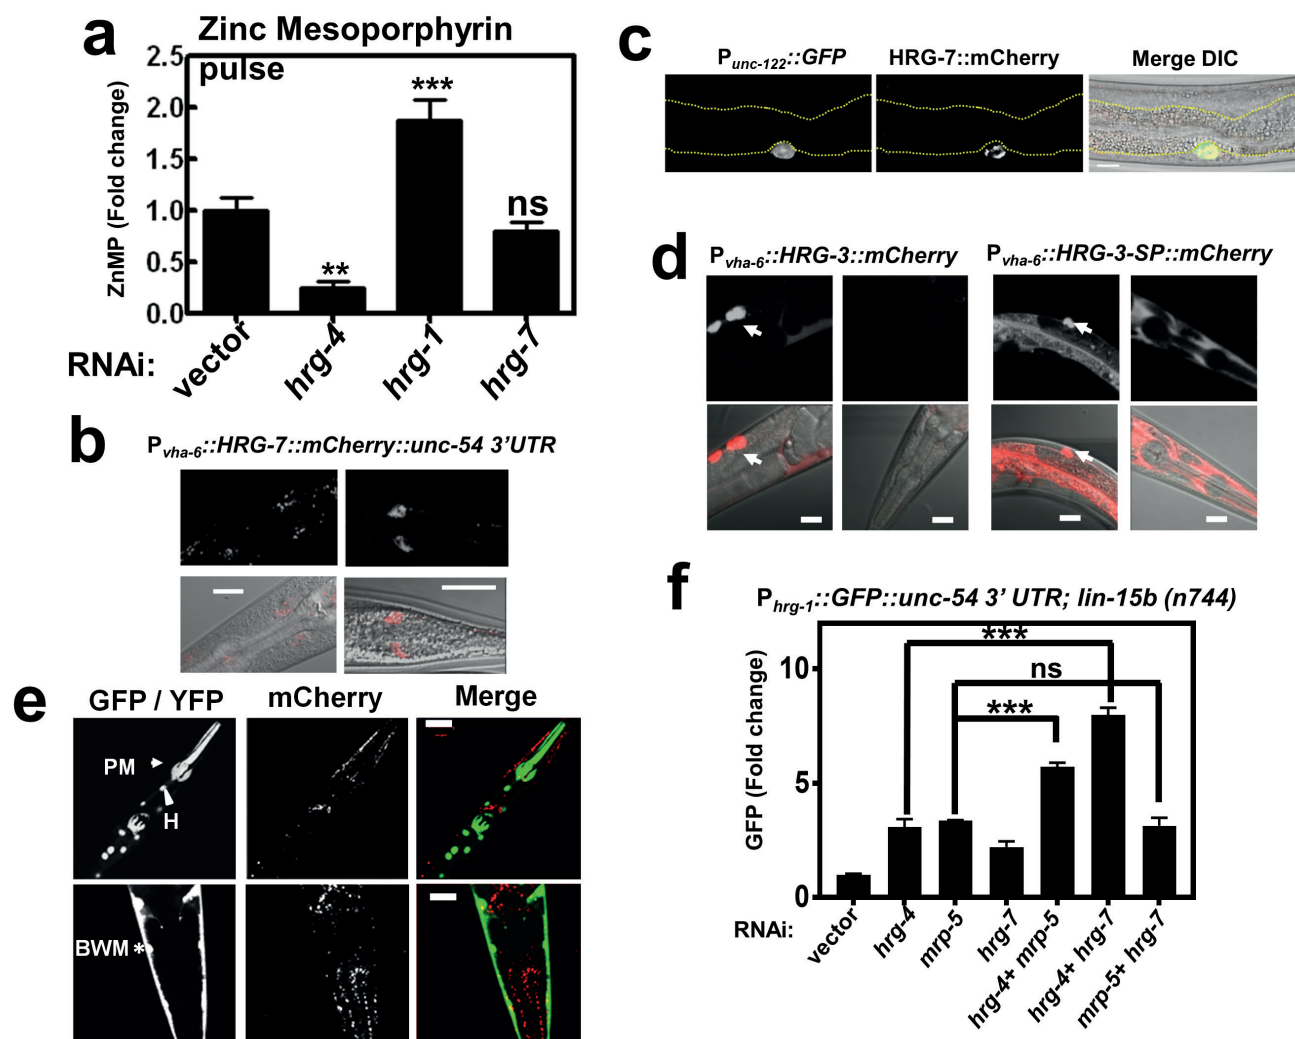 a
Zinc Mesoporphyrin
pulse
ZnMP (Fold change)
2.5
2.0
1.5
1.0
0.5
0.0
**
***
ns
RNAi:
vector
hrg-4
hrg-1
hrg-7
b
Pvha-6::HRG-7::mCherry::unc-54 3’UTR
c
Punc-122::GFP
HRG-7::mCherry
Merge DIC
d
Pvha-6::HRG-3::mCherry
Pvha-6::HRG-3-SP::mCherry
e
GFP / YFP
mCherry
Merge
PM
H
BWM *
f
Phrg-1::GFP::unc-54 3’ UTR; lin-15b (n744)
GFP (Fold change)
10
5
0
***
ns
***
RNAi:
vector
hrg-4
mrp-5
hrg-7
hrg-4+ mrp-5
hrg-4+ hrg-7
mrp-5+ hrg-7